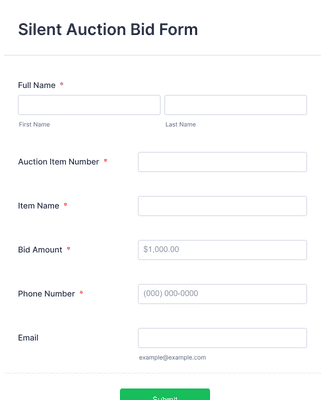 Silent Auction Bid Form
Full Name *
First Name Last Name
Auction Item Number *
Item Name *
Bid Amount * $1,000.00
Phone Number * (000) 000-0000
Email
example@example.com
Submit